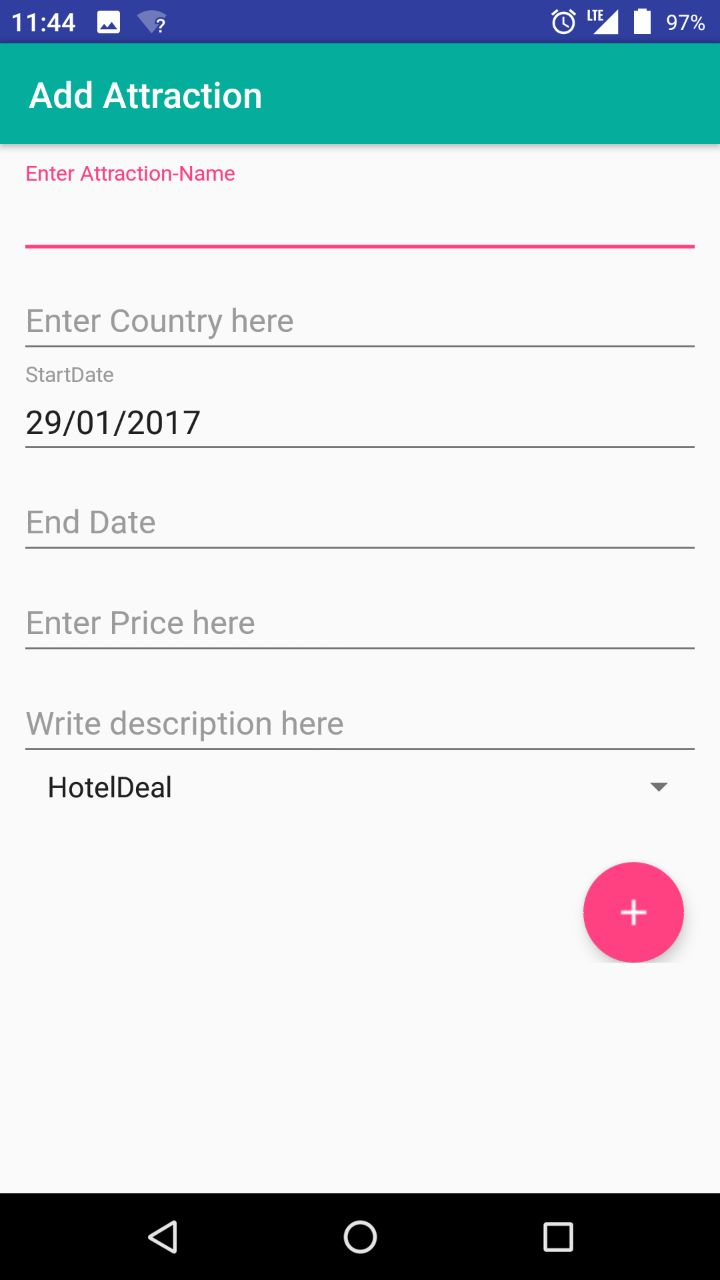 11:44 ? LTE 97%
Add Attraction
Enter Attraction-Name
Enter Country here
StartDate
29/01/2017
End Date
Enter Price here
Write description here
HotelDeal
+